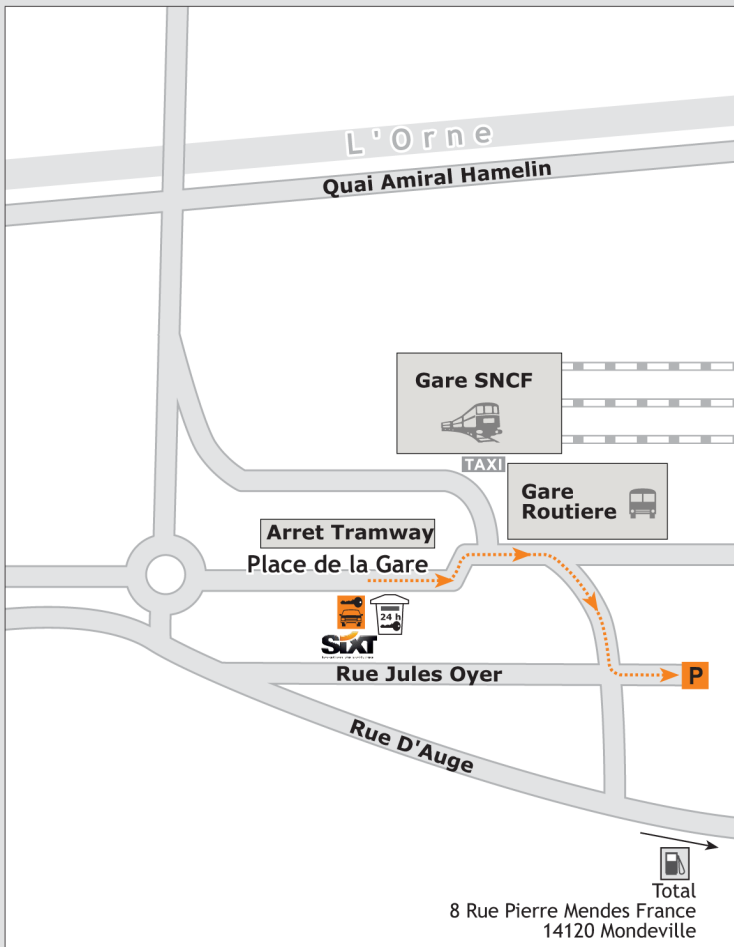 L'Orne
Quai Amiral Hamelin
Gare SNCF
TAXI
Gare
Routiere
Arret Tramway
Place de la Gare
24 h
SiXT
Rue Jules Oyer
P
Rue D'Auge
Total
8 Rue Pierre Mendes France
14120 Mondeville